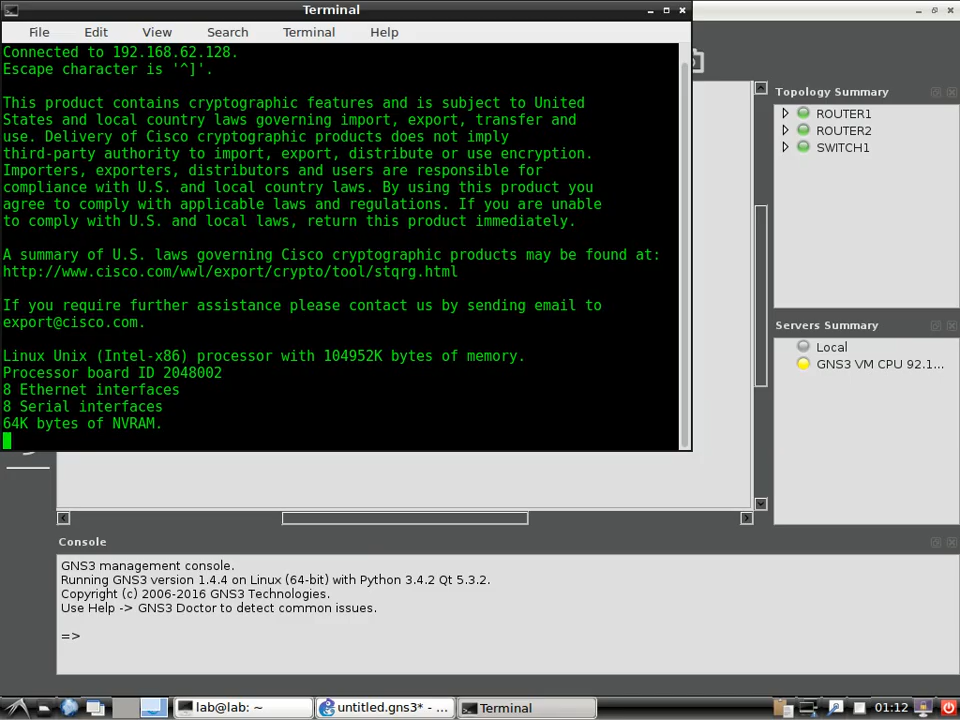 Terminal
File Edit View Search Terminal Help
Connected to 192.168.62.128.
Escape character is '^]'.
This product contains cryptographic features and is subject to United
States and local country laws governing import, export, transfer and
use. Delivery of Cisco cryptographic products does not imply
third-party authority to import, export, distribute or use encryption.
Importers, exporters, distributors and users are responsible for
compliance with U.S. and local country laws. By using this product you
agree to comply with applicable laws and regulations. If you are unable
to comply with U.S. and local laws, return this product immediately.
A summary of U.S. laws governing Cisco cryptographic products may be found at:
http://www.cisco.com/wwl/export/crypto/tool/stqrg.html
If you require further assistance please contact us by sending email to
export@cisco.com.
Linux Unix (Intel-x86) processor with 104952K bytes of memory.
Processor board ID 2048002
8 Ethernet interfaces
8 Serial interfaces
64K bytes of NVRAM.
Topology Summary
ROUTER1
ROUTER2
SWITCH1
Servers Summary
Local
GNS3 VM CPU 92.1...
Console
GNS3 management console.
Running GNS3 version 1.4.4 on Linux (64-bit) with Python 3.4.2 Qt 5.3.2.
Copyright (c) 2006-2016 GNS3 Technologies.
Use Help -> GNS3 Doctor to detect common issues.
=>
lab@lab: ~
untitled.gns3* - ...
Terminal
01:12